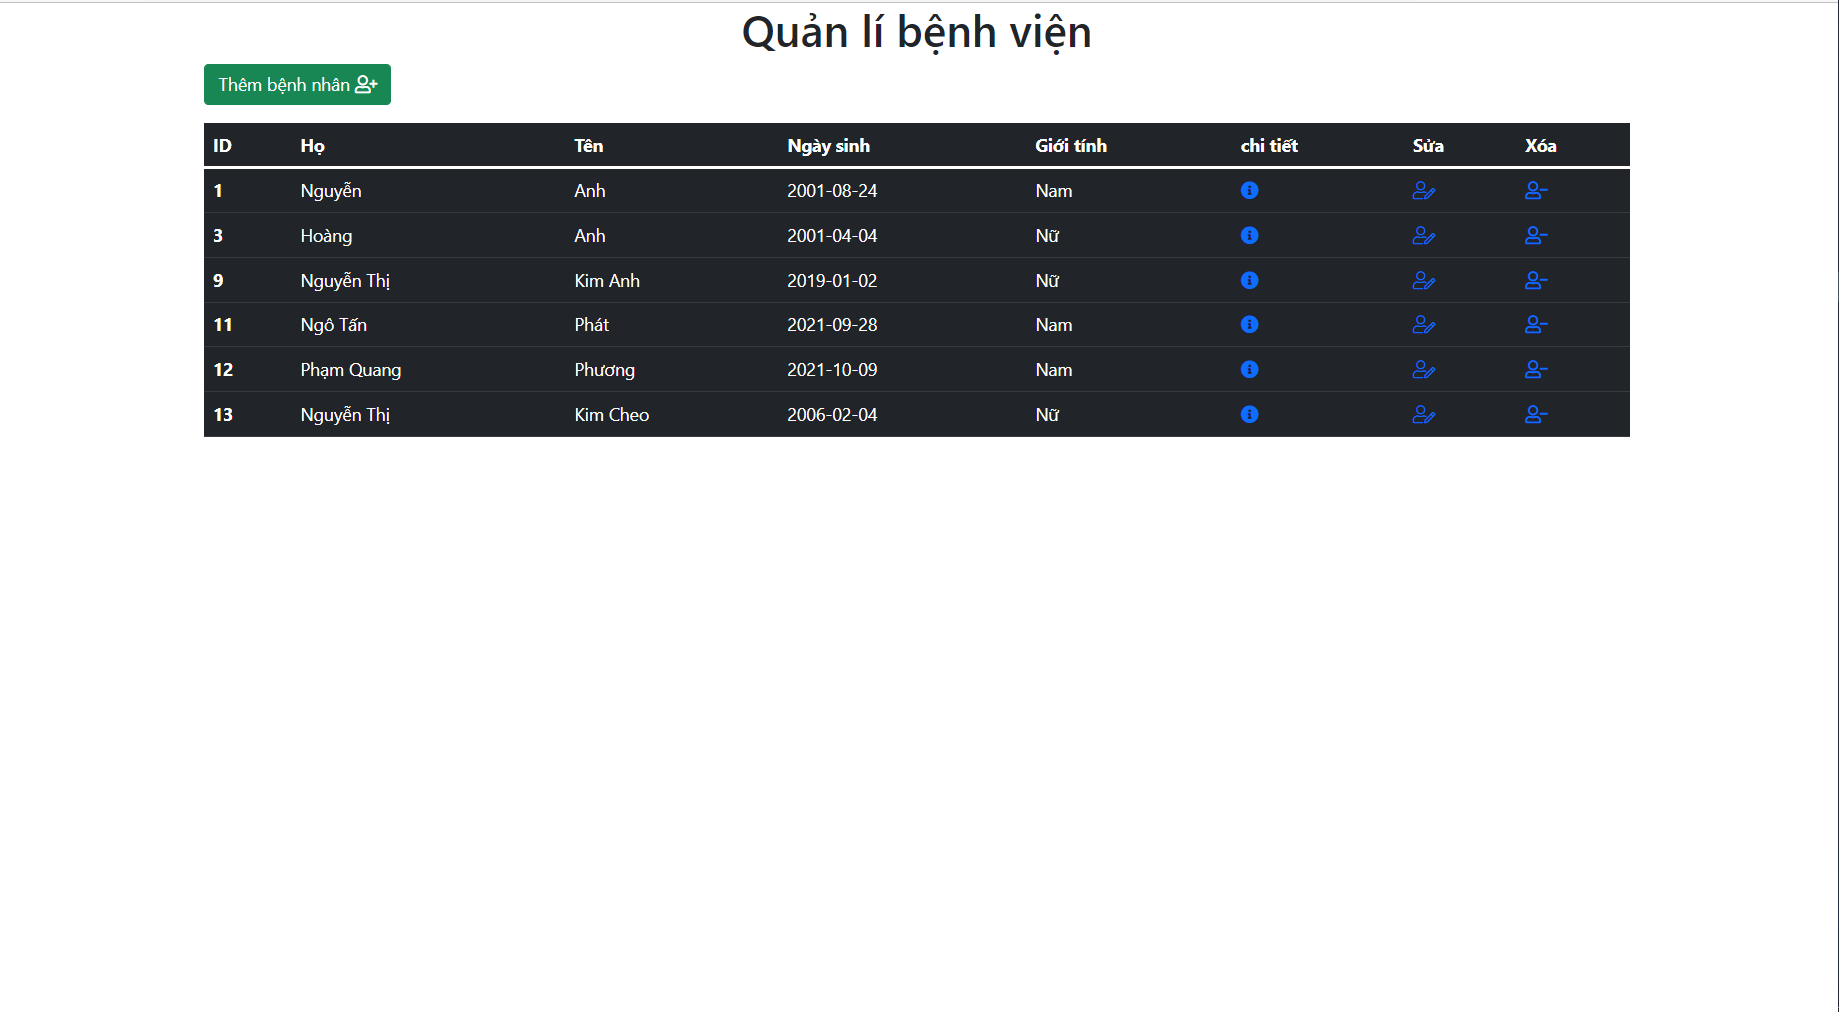 Quản lí bệnh viện
Thêm bệnh nhân
ID Họ Tên Ngày sinh Giới tính chi tiết Sửa Xóa
1 Nguyễn Anh 2001-08-24 Nam
3 Hoàng Anh 2001-04-04 Nữ
9 Nguyễn Thị Kim Anh 2019-01-02 Nữ
11 Ngô Tấn Phát 2021-09-28 Nam
12 Phạm Quang Phương 2021-10-09 Nam
13 Nguyễn Thị Kim Cheo 2006-02-04 Nữ